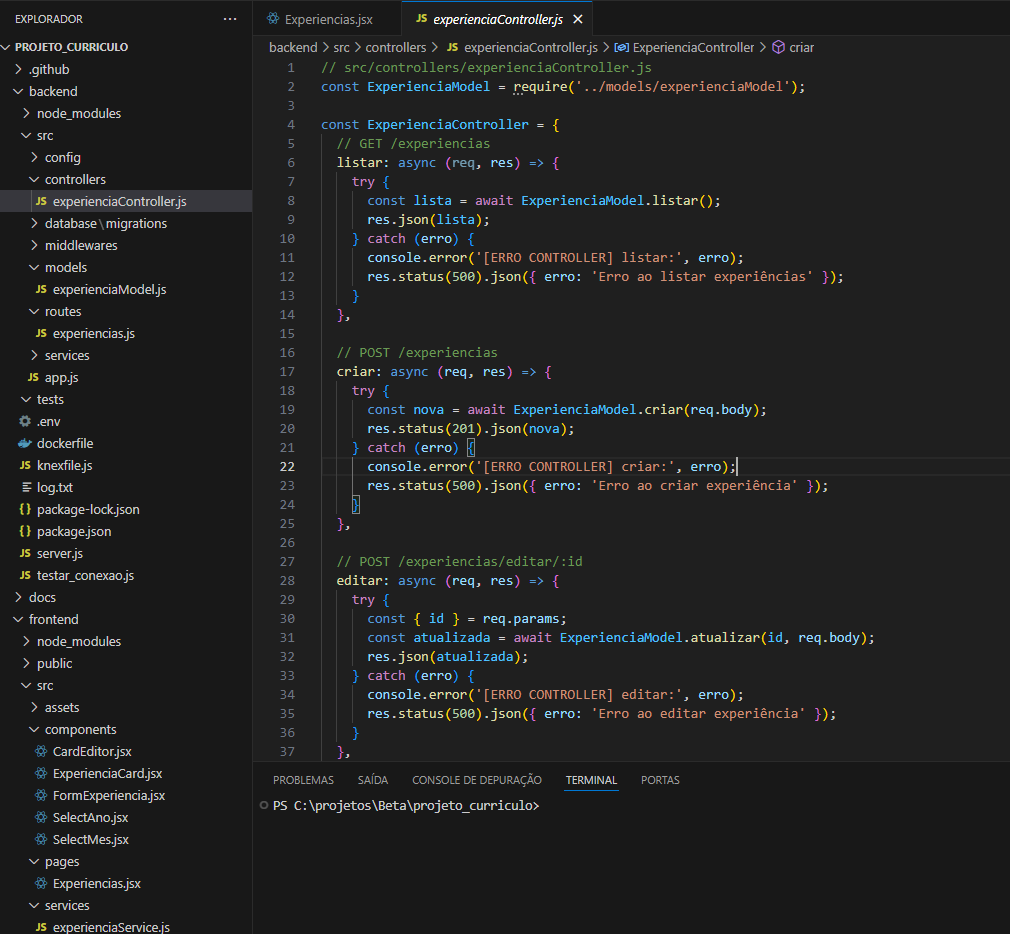 EXPLORADOR
PROJETO_CURRICULO
.github
backend
node_modules
src
config
controllers
JS experienciaController.js
database\migrations
middlewares
models
JS experienciaModel.js
routes
JS experiencias.js
services
JS app.js
tests
.env
dockerfile
JS knexfile.js
log.txt
{} package-lock.json
{} package.json
JS server.js
JS testar_conexao.js
docs
frontend
node_modules
public
src
assets
components
CardEditor.jsx
ExperienciaCard.jsx
FormExperiencia.jsx
SelectAno.jsx
SelectMes.jsx
pages
Experiencias.jsx
services
JS experienciaService.js
Experiencias.jsx
JS experienciaController.js
backend > src > controllers > JS experienciaController.js > ExperienciaController > criar
1 // src/controllers/experienciaController.js
2 const ExperienciaModel = require('../models/experienciaModel');
3
4 const ExperienciaController = {
5 // GET /experiencias
6 listar: async (req, res) => {
7 try {
8 const lista = await ExperienciaModel.listar();
9 res.json(lista);
10 } catch (erro) {
11 console.error('[ERRO CONTROLLER] listar:', erro);
12 res.status(500).json({ erro: 'Erro ao listar experiências' });
13 }
14 },
15
16 // POST /experiencias
17 criar: async (req, res) => {
18 try {
19 const nova = await ExperienciaModel.criar(req.body);
20 res.status(201).json(nova);
21 } catch (erro) {
22 console.error('[ERRO CONTROLLER] criar:', erro);
23 res.status(500).json({ erro: 'Erro ao criar experiência' });
24 }
25 },
26
27 // POST /experiencias/editar/:id
28 editar: async (req, res) => {
29 try {
30 const { id } = req.params;
31 const atualizada = await ExperienciaModel.atualizar(id, req.body);
32 res.json(atualizada);
33 } catch (erro) {
34 console.error('[ERRO CONTROLLER] editar:', erro);
35 res.status(500).json({ erro: 'Erro ao editar experiência' });
36 }
37 },
PROBLEMAS SAÍDA CONSOLE DE DEPURAÇÃO TERMINAL PORTAS
PS C:\projetos\Beta\projeto_curriculo>